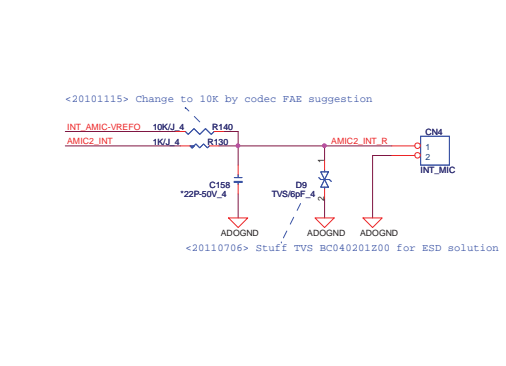 <20101115> Change to 10K by codec FAE suggestion
INT_AMIC-VREFO 10K/J_4 R140
AMIC2_INT 1K/J_4 R130
AMIC2_INT_R
CN4
1
2
INT_MIC
C158
*22P-50V_4
1
D9
TVS/6pF_4
2
ADOGND ADOGND ADOGND
<20110706> Stuff TVS BC040201Z00 for ESD solution